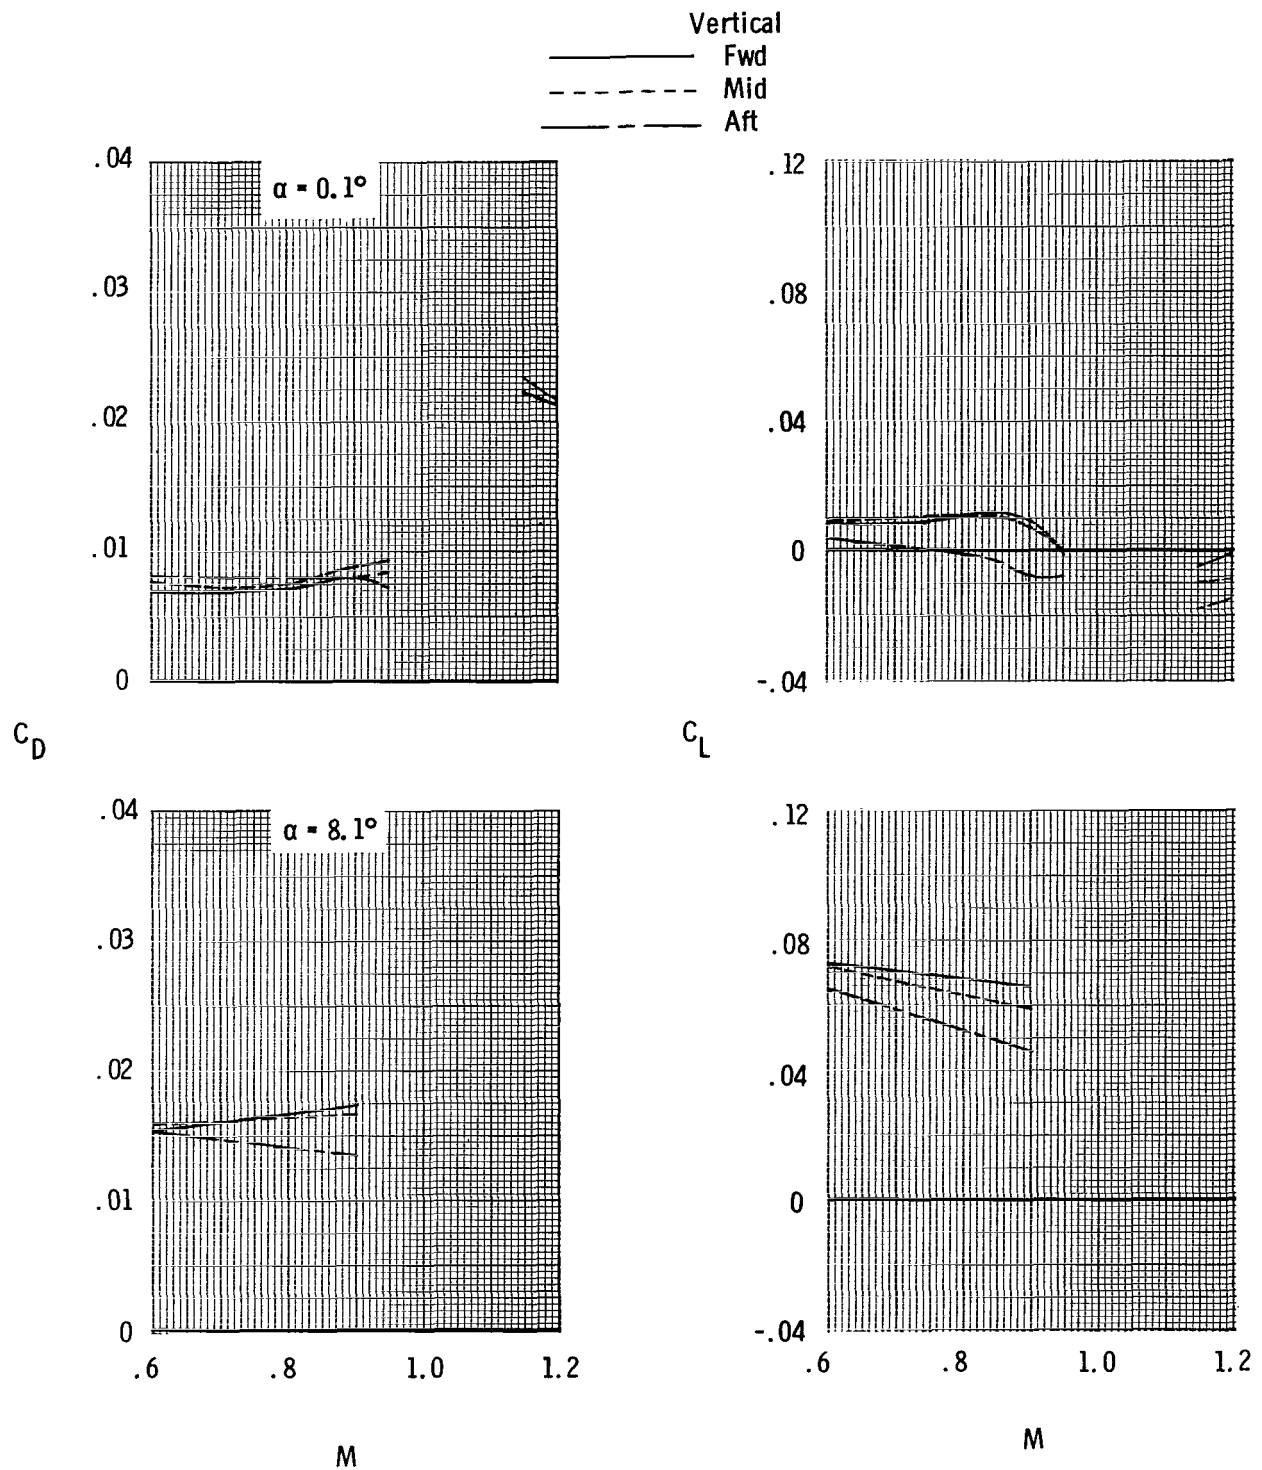 Vertical
Fwd
Mid
Aft
.04
α = 0.1°
.03
.02
.01
0
.12
.08
.04
0
-.04
C_D
C_L
.04
α = 8.1°
.03
.02
.01
0
.6 .8 1.0 1.2
M
.12
.08
.04
0
-.04
.6 .8 1.0 1.2
M